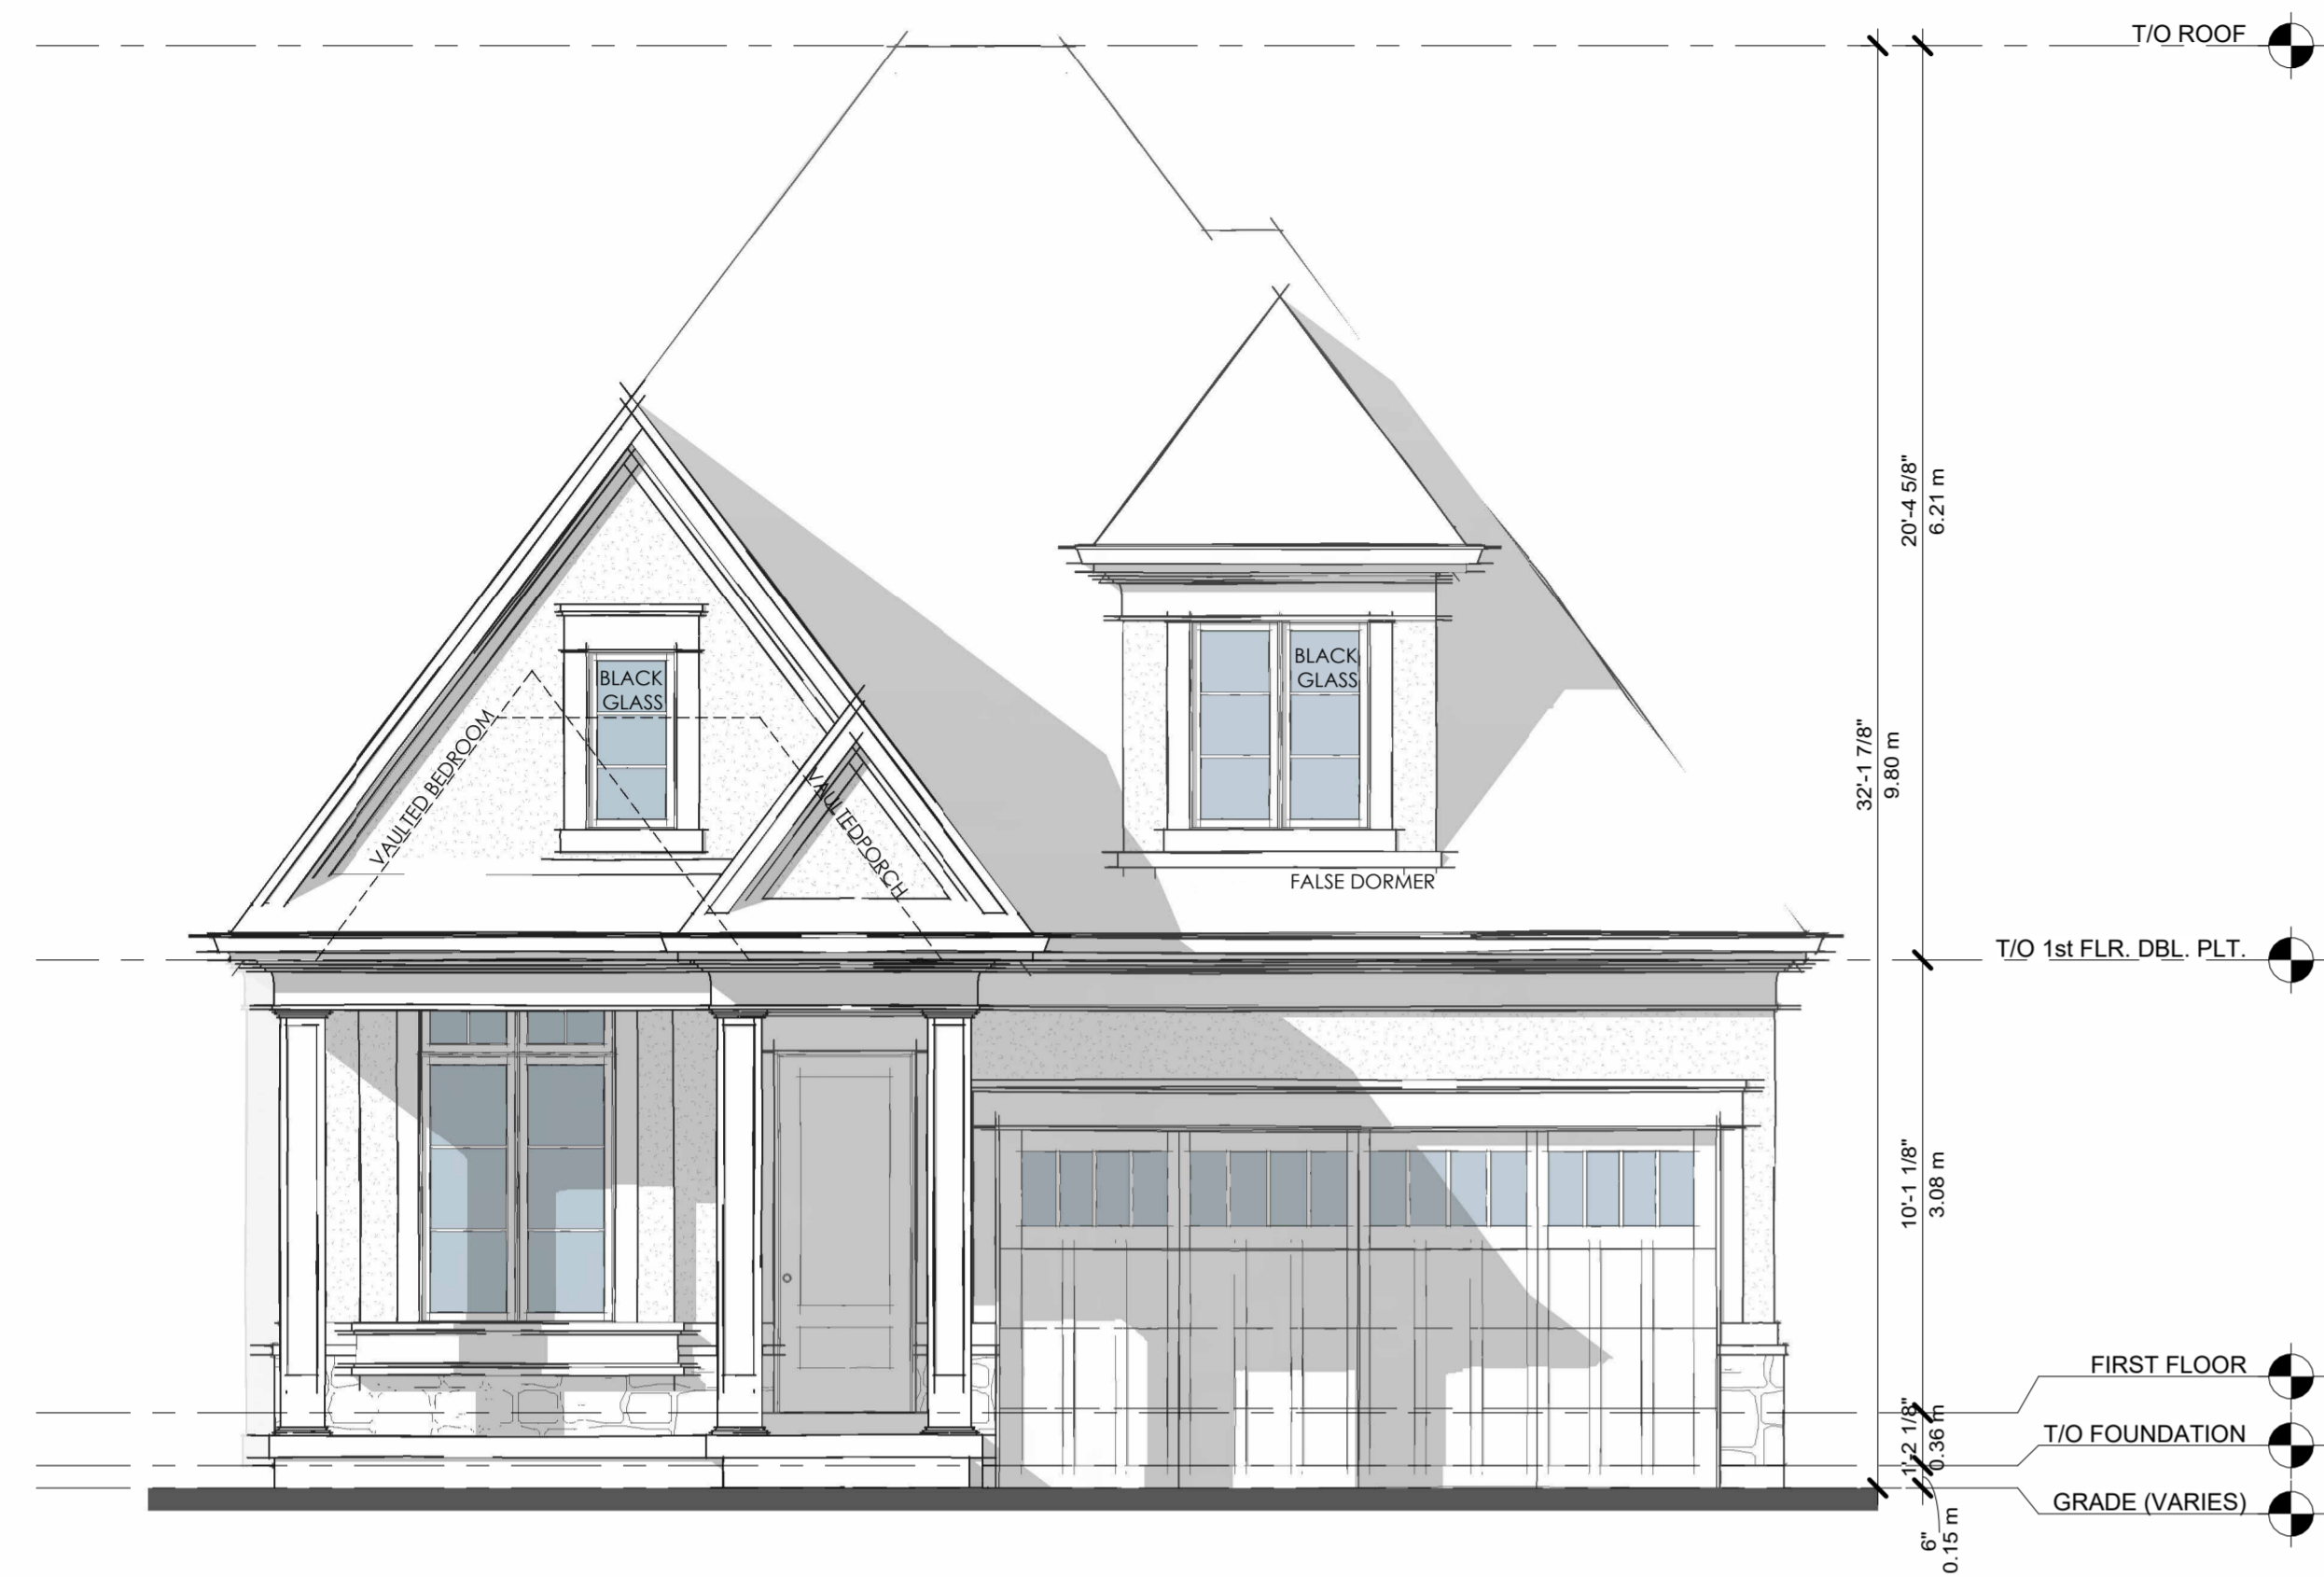 T/O ROOF
20'-4 5/8"
6.21 m
BLACK
GLASS
BLACK
GLASS
VAULTED BEDROOM
32'-1 7/8"
9.80 m
VAULTEDPORCH
FALSE DORMER
T/O 1st FLR. DBL. PLT.
10'-1 1/8"
3.08 m
FIRST FLOOR
1'-2 1/8"
0.36 m
T/O FOUNDATION
GRADE (VARIES)
6"
0.15 m